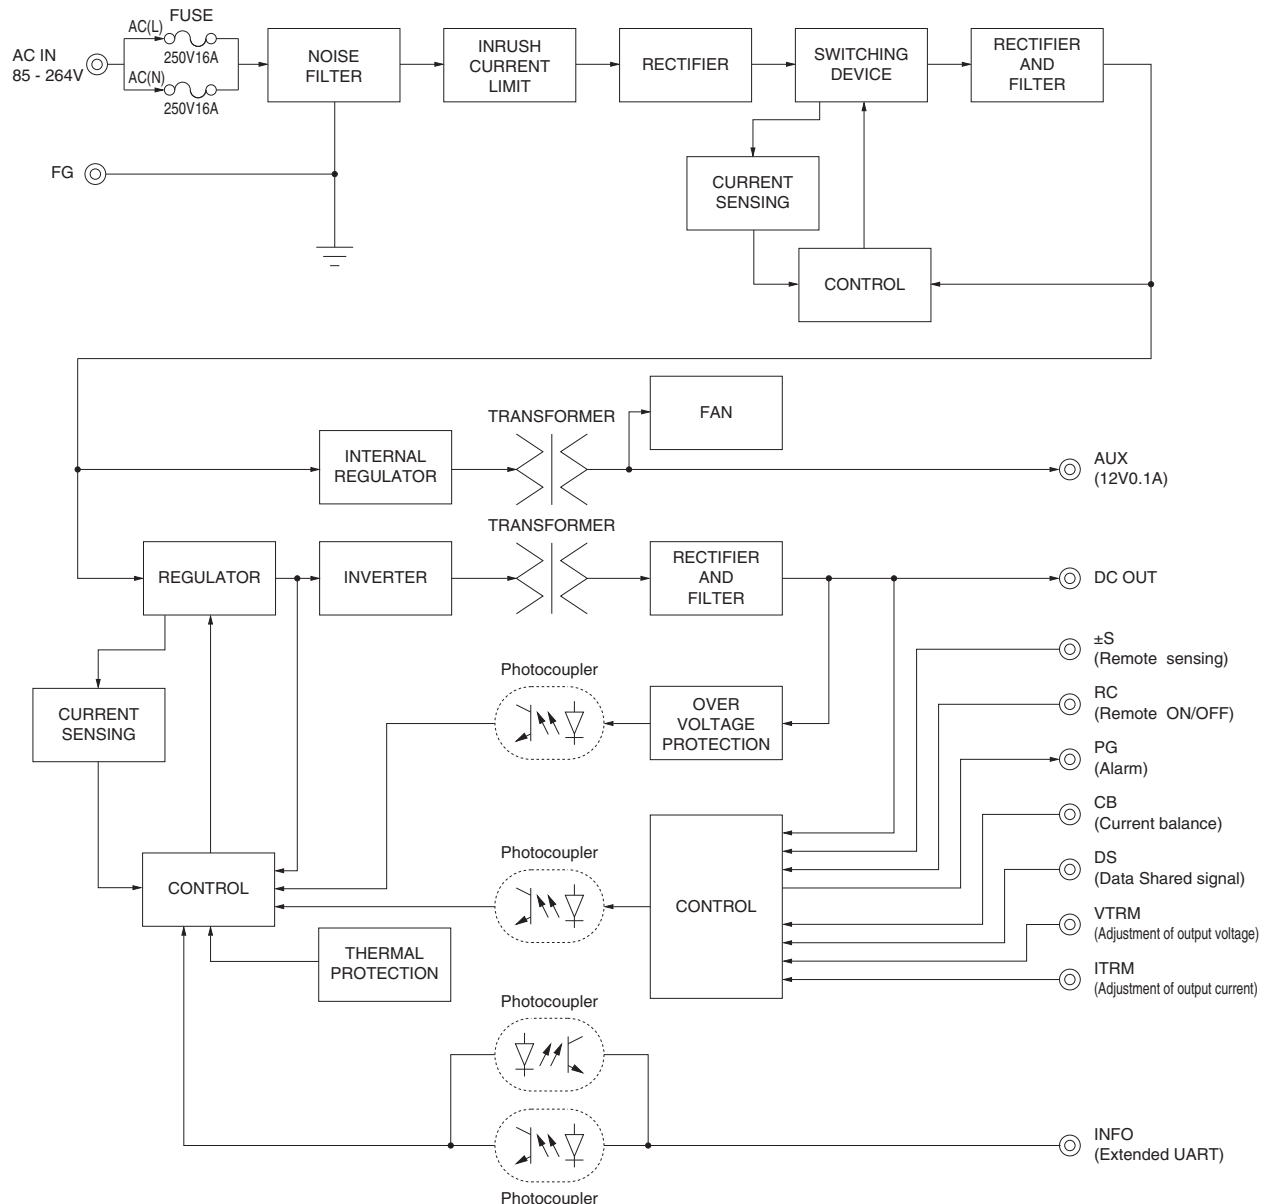 FUSE
AC(L)
250V16A
AC IN
85 - 264V
AC(N)
250V16A
NOISE
FILTER
INRUSH
CURRENT
LIMIT
RECTIFIER
SWITCHING
DEVICE
RECTIFIER
AND
FILTER
FG
CURRENT
SENSING
CONTROL
TRANSFORMER
FAN
INTERNAL
REGULATOR
AUX
(12V0.1A)
TRANSFORMER
REGULATOR
INVERTER
RECTIFIER
AND
FILTER
DC OUT
±S
(Remote sensing)
Photocoupler
CURRENT
SENSING
OVER
VOLTAGE
PROTECTION
RC
(Remote ON/OFF)
PG
(Alarm)
CB
(Current balance)
Photocoupler
CONTROL
CONTROL
DS
(Data Shared signal)
VTRM
(Adjustment of output voltage)
THERMAL
PROTECTION
ITRM
(Adjustment of output current)
Photocoupler
INFO
(Extended UART)
Photocoupler